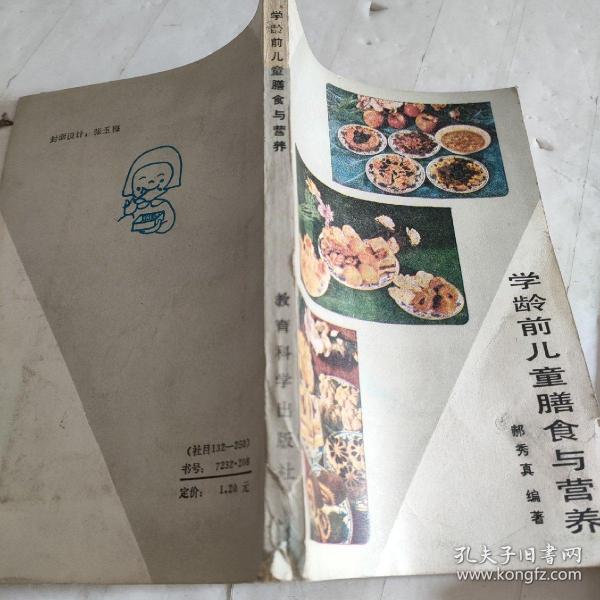 封面设计：张玉梅
(社目132—250)
书号：7232·208
定价：1.20元
学龄前儿童膳食与营养
教育科学出版社
学龄前儿童膳食与营养
郝秀真 编著
孔夫子旧书网
www.kongfz.com